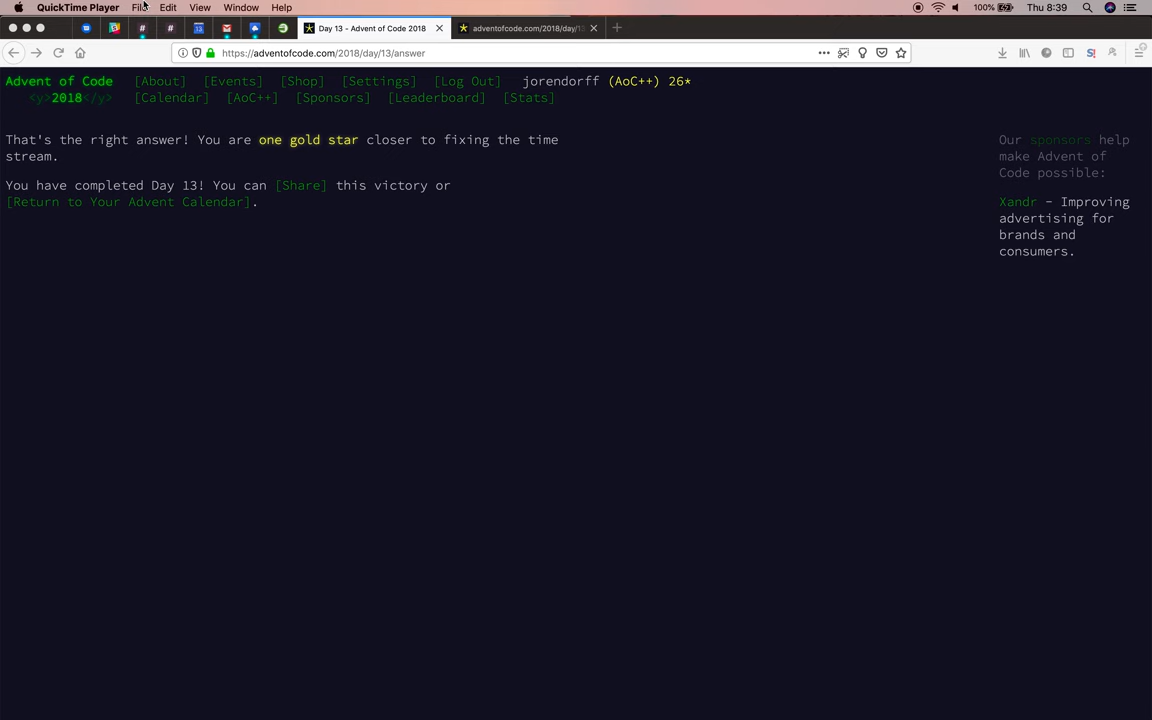 QuickTime Player File Edit View Window Help 100% Thu 8:39
Day 13 - Advent of Code 2018 adventofcode.com/2018/day/13
https://adventofcode.com/2018/day/13/answer
Advent of Code [About] [Events] [Shop] [Settings] [Log Out] jorendorff (AoC++) 26*
<y>2018</y> [Calendar] [AoC++] [Sponsors] [Leaderboard] [Stats]
That's the right answer! You are one gold star closer to fixing the time
stream.
You have completed Day 13! You can [Share] this victory or
[Return to Your Advent Calendar].
Our sponsors help
make Advent of
Code possible:
Xandr - Improving
advertising for
brands and
consumers.